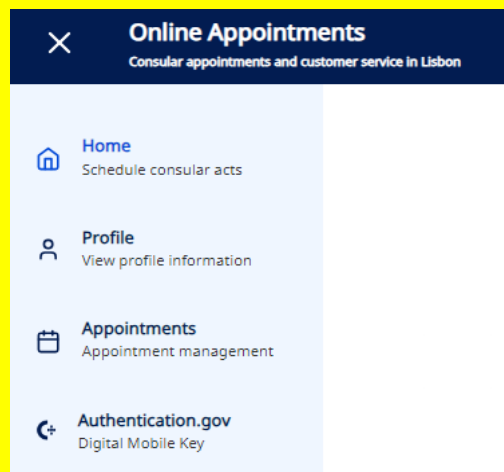 Online Appointments
Consular appointments and customer service in Lisbon
Home
Schedule consular acts
Profile
View profile information
Appointments
Appointment management
Authentication.gov
Digital Mobile Key